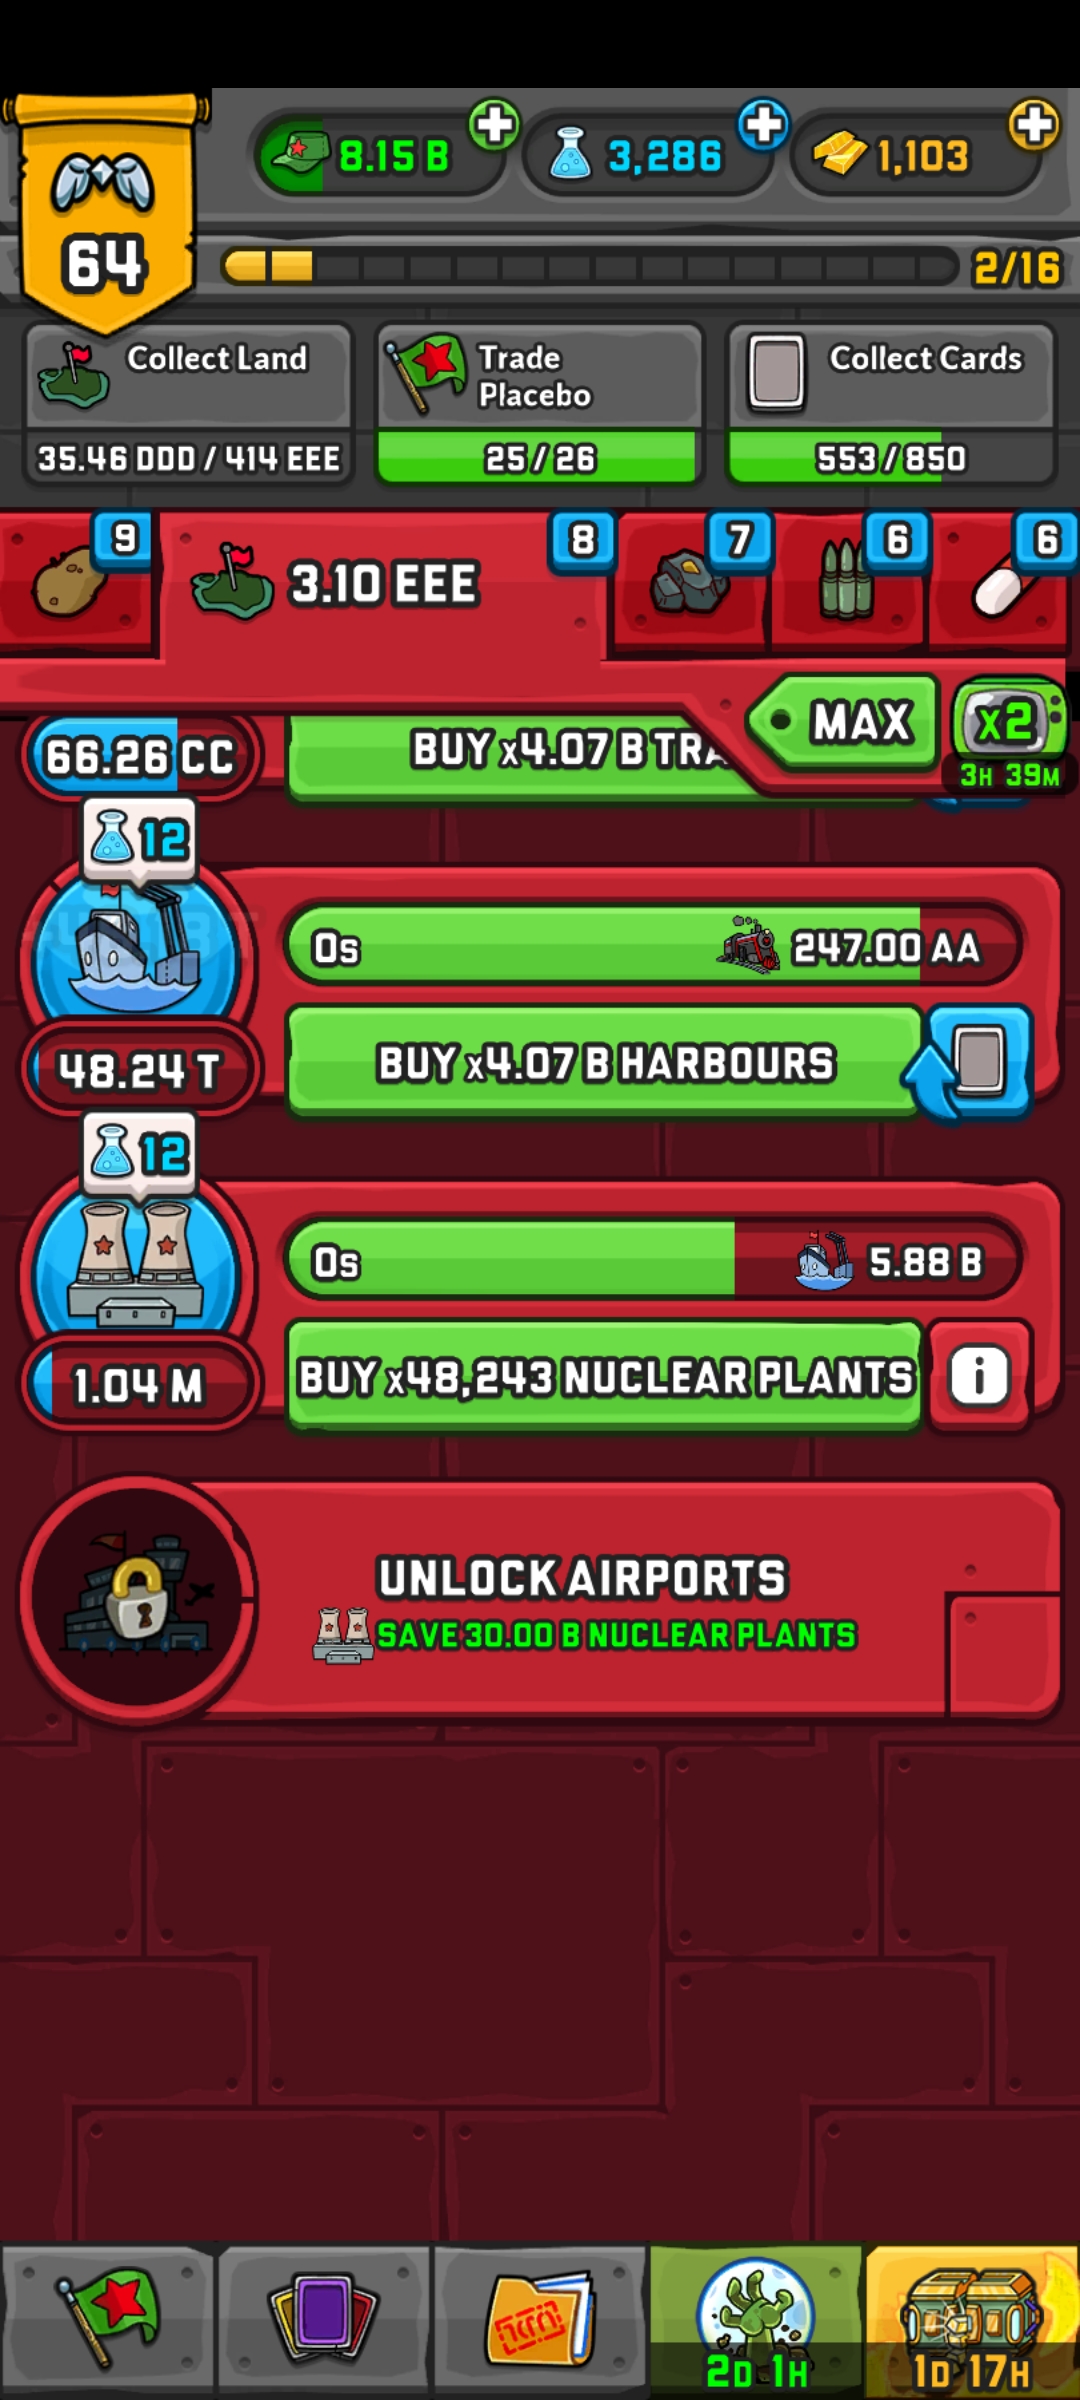 64
8.15 B
3,286
1,103
2/16
Collect Land
35.46 DDD / 414 EEE
Trade
Placebo
25 / 26
Collect Cards
553 / 850
9
3.10 EEE
8
7
6
6
MAX
x2
3H 39M
66.26 CC
BUY x4.07 B
12
0s
247.00 AA
48.24 T
BUY x4.07 B HARBOURS
12
0s
5.88 B
1.04 M
BUY x48,243 NUCLEAR PLANTS
i
UNLOCK AIRPORTS
SAVE 30.00 B NUCLEAR PLANTS
2D 1H
1D 17H